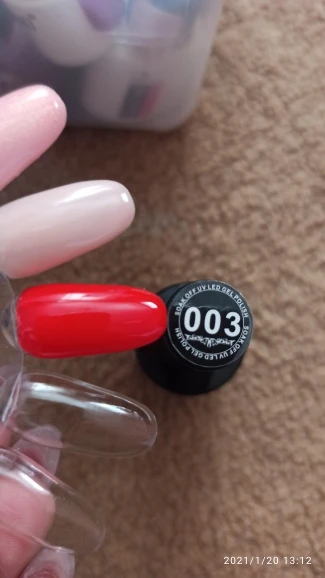 SOAK OFF UV LED GEL POLISH
003
SOAK OFF UV LED GEL POLISH
2021/1/20 13:12